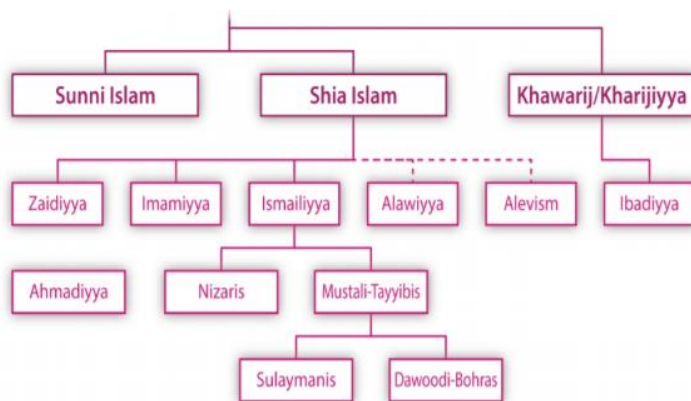 Sunni Islam
Shia Islam
Khawarij/Kharijiyya
Zaidiyya
Imamiyya
Ismailiyya
Alawiyya
Alevism
Ibadiyya
Ahmadiyya
Nizaris
Mustali-Tayyibis
Sulaymanis
Dawoodi-Bohras